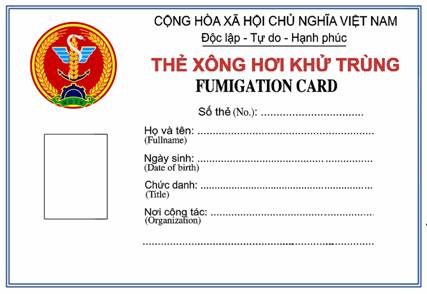 CỘNG HÒA XÃ HỘI CHỦ NGHĨA VIỆT NAM
Độc lập - Tự do - Hạnh phúc
THẺ XÔNG HƠI KHỬ TRÙNG
FUMIGATION CARD
Số thẻ (No.): ................................
Họ và tên: ................................................................
(Fullname)
Ngày sinh: ................................................................
(Date of birth)
Chức danh: ................................................................
(Title)
Nơi công tác: ............................................................
(Organization)